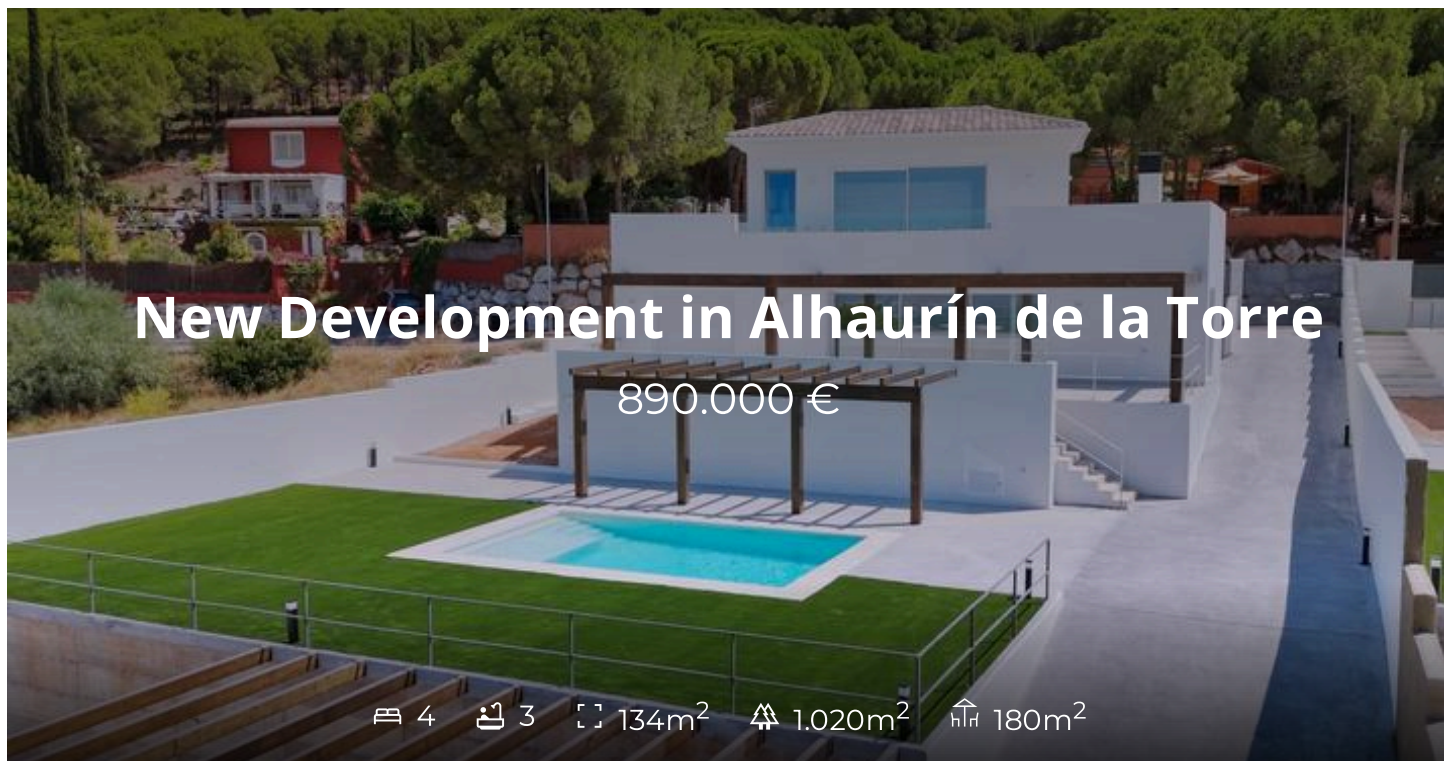 New Development in Alhaurín de la Torre
890.000 €
4 3 134m² 1.020m² 180m²